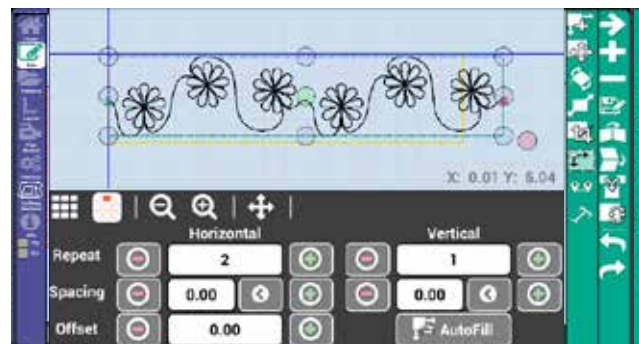 X: 0.01 Y: 5.04
Horizontal
Vertical
Repeat
2
1
Spacing
0.00
0.00
Offset
0.00
AutoFill